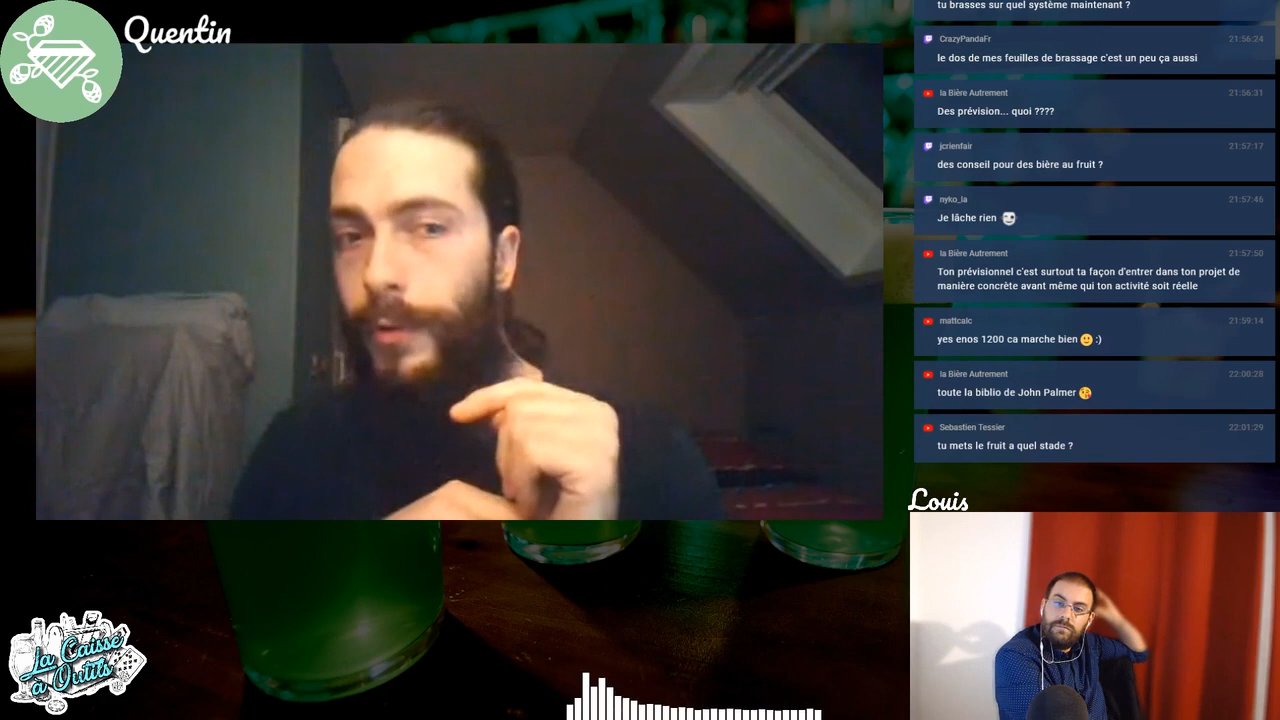 Quentin
tu brasses sur quel système maintenant ?
CrazyPandaFr 21:56:24
le dos de mes feuilles de brassage c'est un peu ça aussi
la Bière Autrement 21:56:31
Des prévision... quoi ????
jcrienfair 21:57:17
des conseil pour des bière au fruit ?
nyko_la 21:57:46
Je lâche rien
la Bière Autrement 21:57:50
Ton prévisionnel c'est surtout ta façon d'entrer dans ton projet de
manière concrète avant même qui ton activité soit réelle
mattcalc 21:59:14
yes enos 1200 ca marche bien 🙂 :)
la Bière Autrement 22:00:28
toute la biblio de John Palmer 😘
Sebastien Tessier 22:01:29
tu mets le fruit a quel stade ?
Louis
La Caisse
à Outils